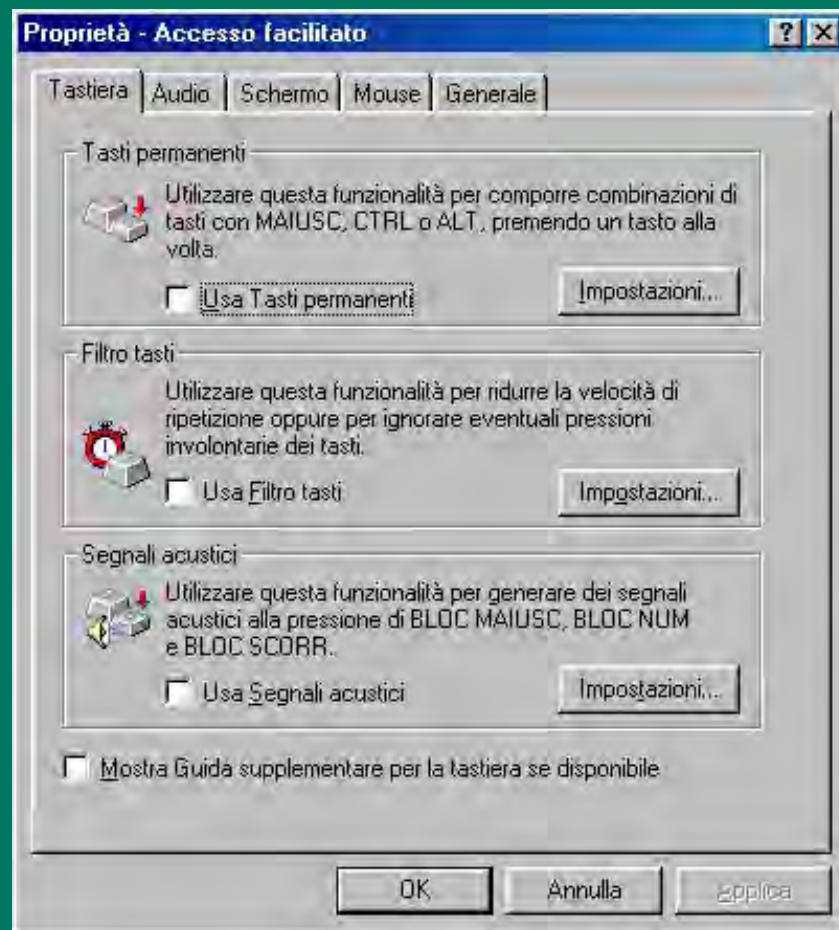 Proprietà - Accesso facilitato
Tastiera Audio Schermo Mouse Generale
Tasti permanenti
Utilizzare questa funzionalità per comporre combinazioni di
tasti con MAIUSC, CTRL o ALT, premendo un tasto alla
volta.
Usa Tasti permanenti
Impostazioni...
Filtro tasti
Utilizzare questa funzionalità per ridurre la velocità di
ripetizione oppure per ignorare eventuali pressioni
involontarie dei tasti.
Usa Filtro tasti
Impostazioni...
Segnali acustici
Utilizzare questa funzionalità per generare dei segnali
acustici alla pressione di BLOC MAIUSC, BLOC NUM
e BLOC SCORR.
Usa Segnali acustici
Impostazioni...
Mostra Guida supplementare per la tastiera se disponibile
OK Annulla Applica